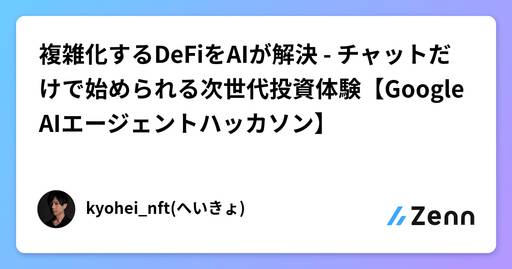 複雑化するDeFiをAIが解決 - チャットだ
けで始められる次世代投資体験【Google
AIエージェントハッカソン】
kyohei_nft(へいきょ)
Zenn